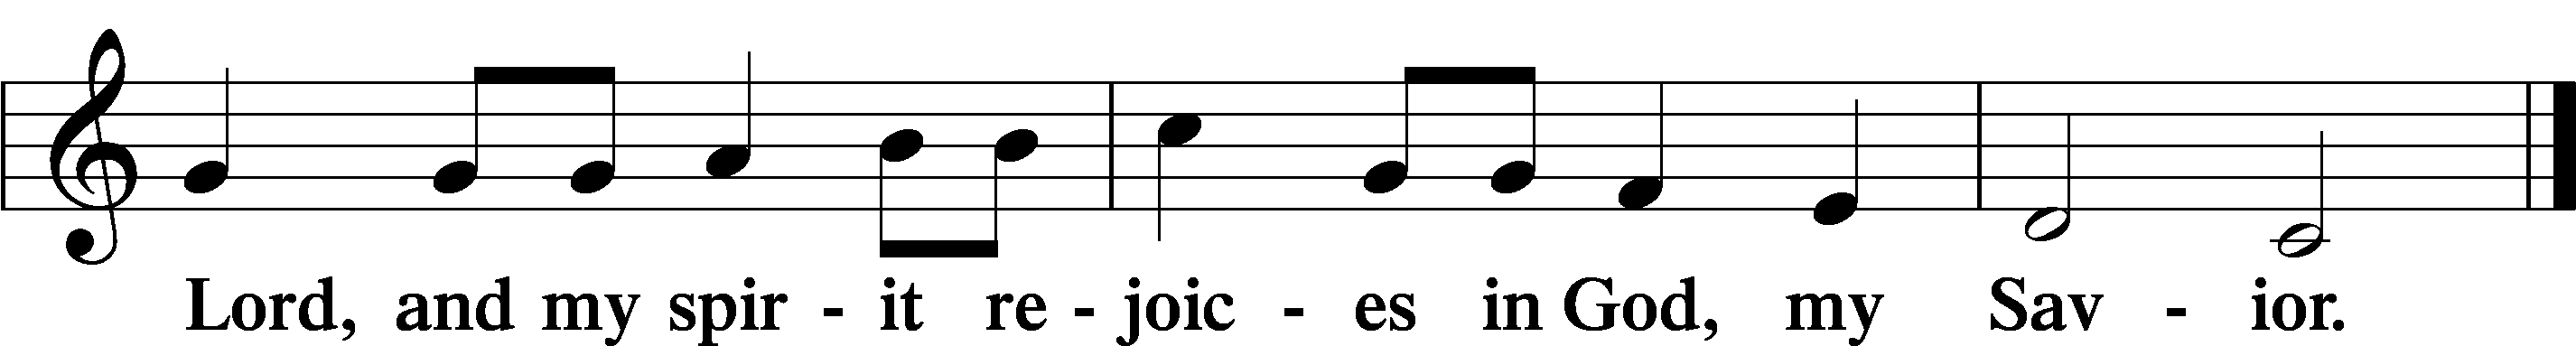 Lord, and my spir - it re - joic - es in God, my Sav - ior.